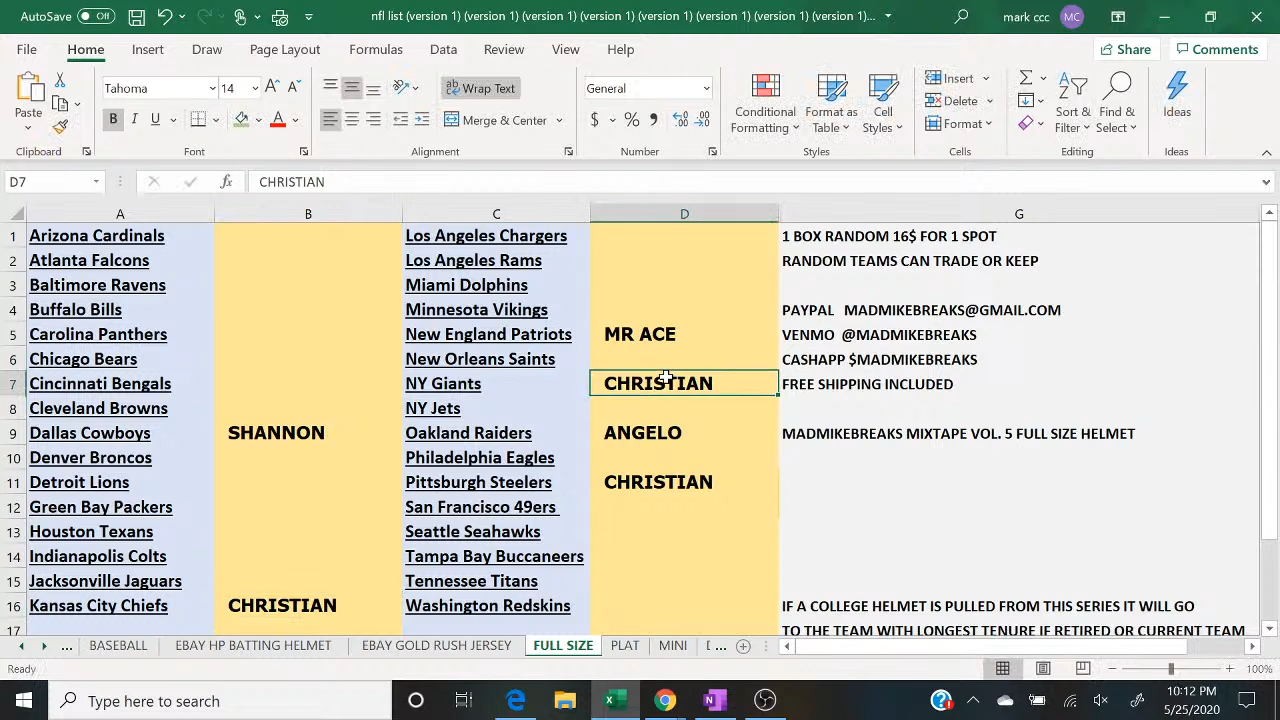 AutoSave Off
nfl list (version 1) (version 1) (version 1) (version 1) (version 1) (version 1)...
mark ccc MC
File Home Insert Draw Page Layout Formulas Data Review View Help Share Comments
Paste
Clipboard
Tahoma 14
B I U
Font
Wrap Text
Merge & Center
Alignment
General
$ % ,
Number
Conditional Formatting
Format as Table
Cell Styles
Styles
Insert
Delete
Format
Cells
Sort & Filter
Find & Select
Editing
Ideas
Ideas
D7 fx CHRISTIAN
A B C D G
1 Arizona Cardinals Los Angeles Chargers 1 BOX RANDOM 16$ FOR 1 SPOT
2 Atlanta Falcons Los Angeles Rams RANDOM TEAMS CAN TRADE OR KEEP
3 Baltimore Ravens Miami Dolphins
4 Buffalo Bills Minnesota Vikings PAYPAL MADMIKEBREAKS@GMAIL.COM
5 Carolina Panthers New England Patriots MR ACE VENMO @MADMIKEBREAKS
6 Chicago Bears New Orleans Saints CASHAPP $MADMIKEBREAKS
7 Cincinnati Bengals NY Giants CHRISTIAN FREE SHIPPING INCLUDED
8 Cleveland Browns NY Jets
9 Dallas Cowboys SHANNON Oakland Raiders ANGELO MADMIKEBREAKS MIXTAPE VOL. 5 FULL SIZE HELMET
10 Denver Broncos Philadelphia Eagles
11 Detroit Lions Pittsburgh Steelers CHRISTIAN
12 Green Bay Packers San Francisco 49ers
13 Houston Texans Seattle Seahawks
14 Indianapolis Colts Tampa Bay Buccaneers
15 Jacksonville Jaguars Tennessee Titans
16 Kansas City Chiefs CHRISTIAN Washington Redskins IF A COLLEGE HELMET IS PULLED FROM THIS SERIES IT WILL GO
17 TO THE TEAM WITH LONGEST TENURE IF RETIRED OR CURRENT TEAM
... BASEBALL EBAY HP BATTING HELMET EBAY GOLD RUSH JERSEY FULL SIZE PLAT MINI ...
Ready 100%
Type here to search
10:12 PM
5/25/2020